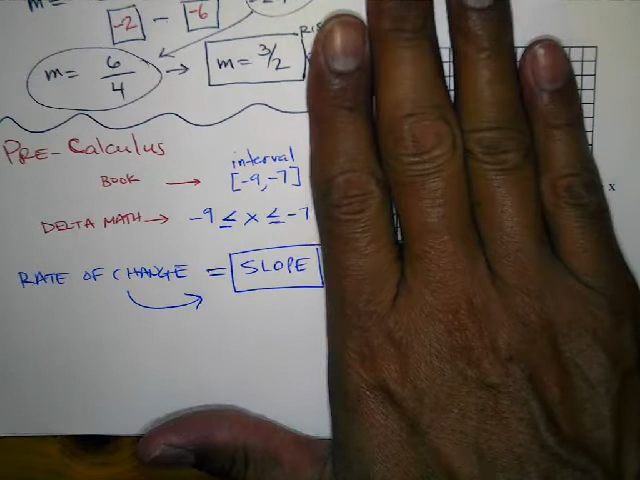 m =
-2 - -6
m = 6/4 → m = 3/2
PRE-Calculus
interval
BOOK → [-9,-7]
DELTA MATH → -9 ≤ x ≤ -7
RATE OF CHANGE = SLOPE
x